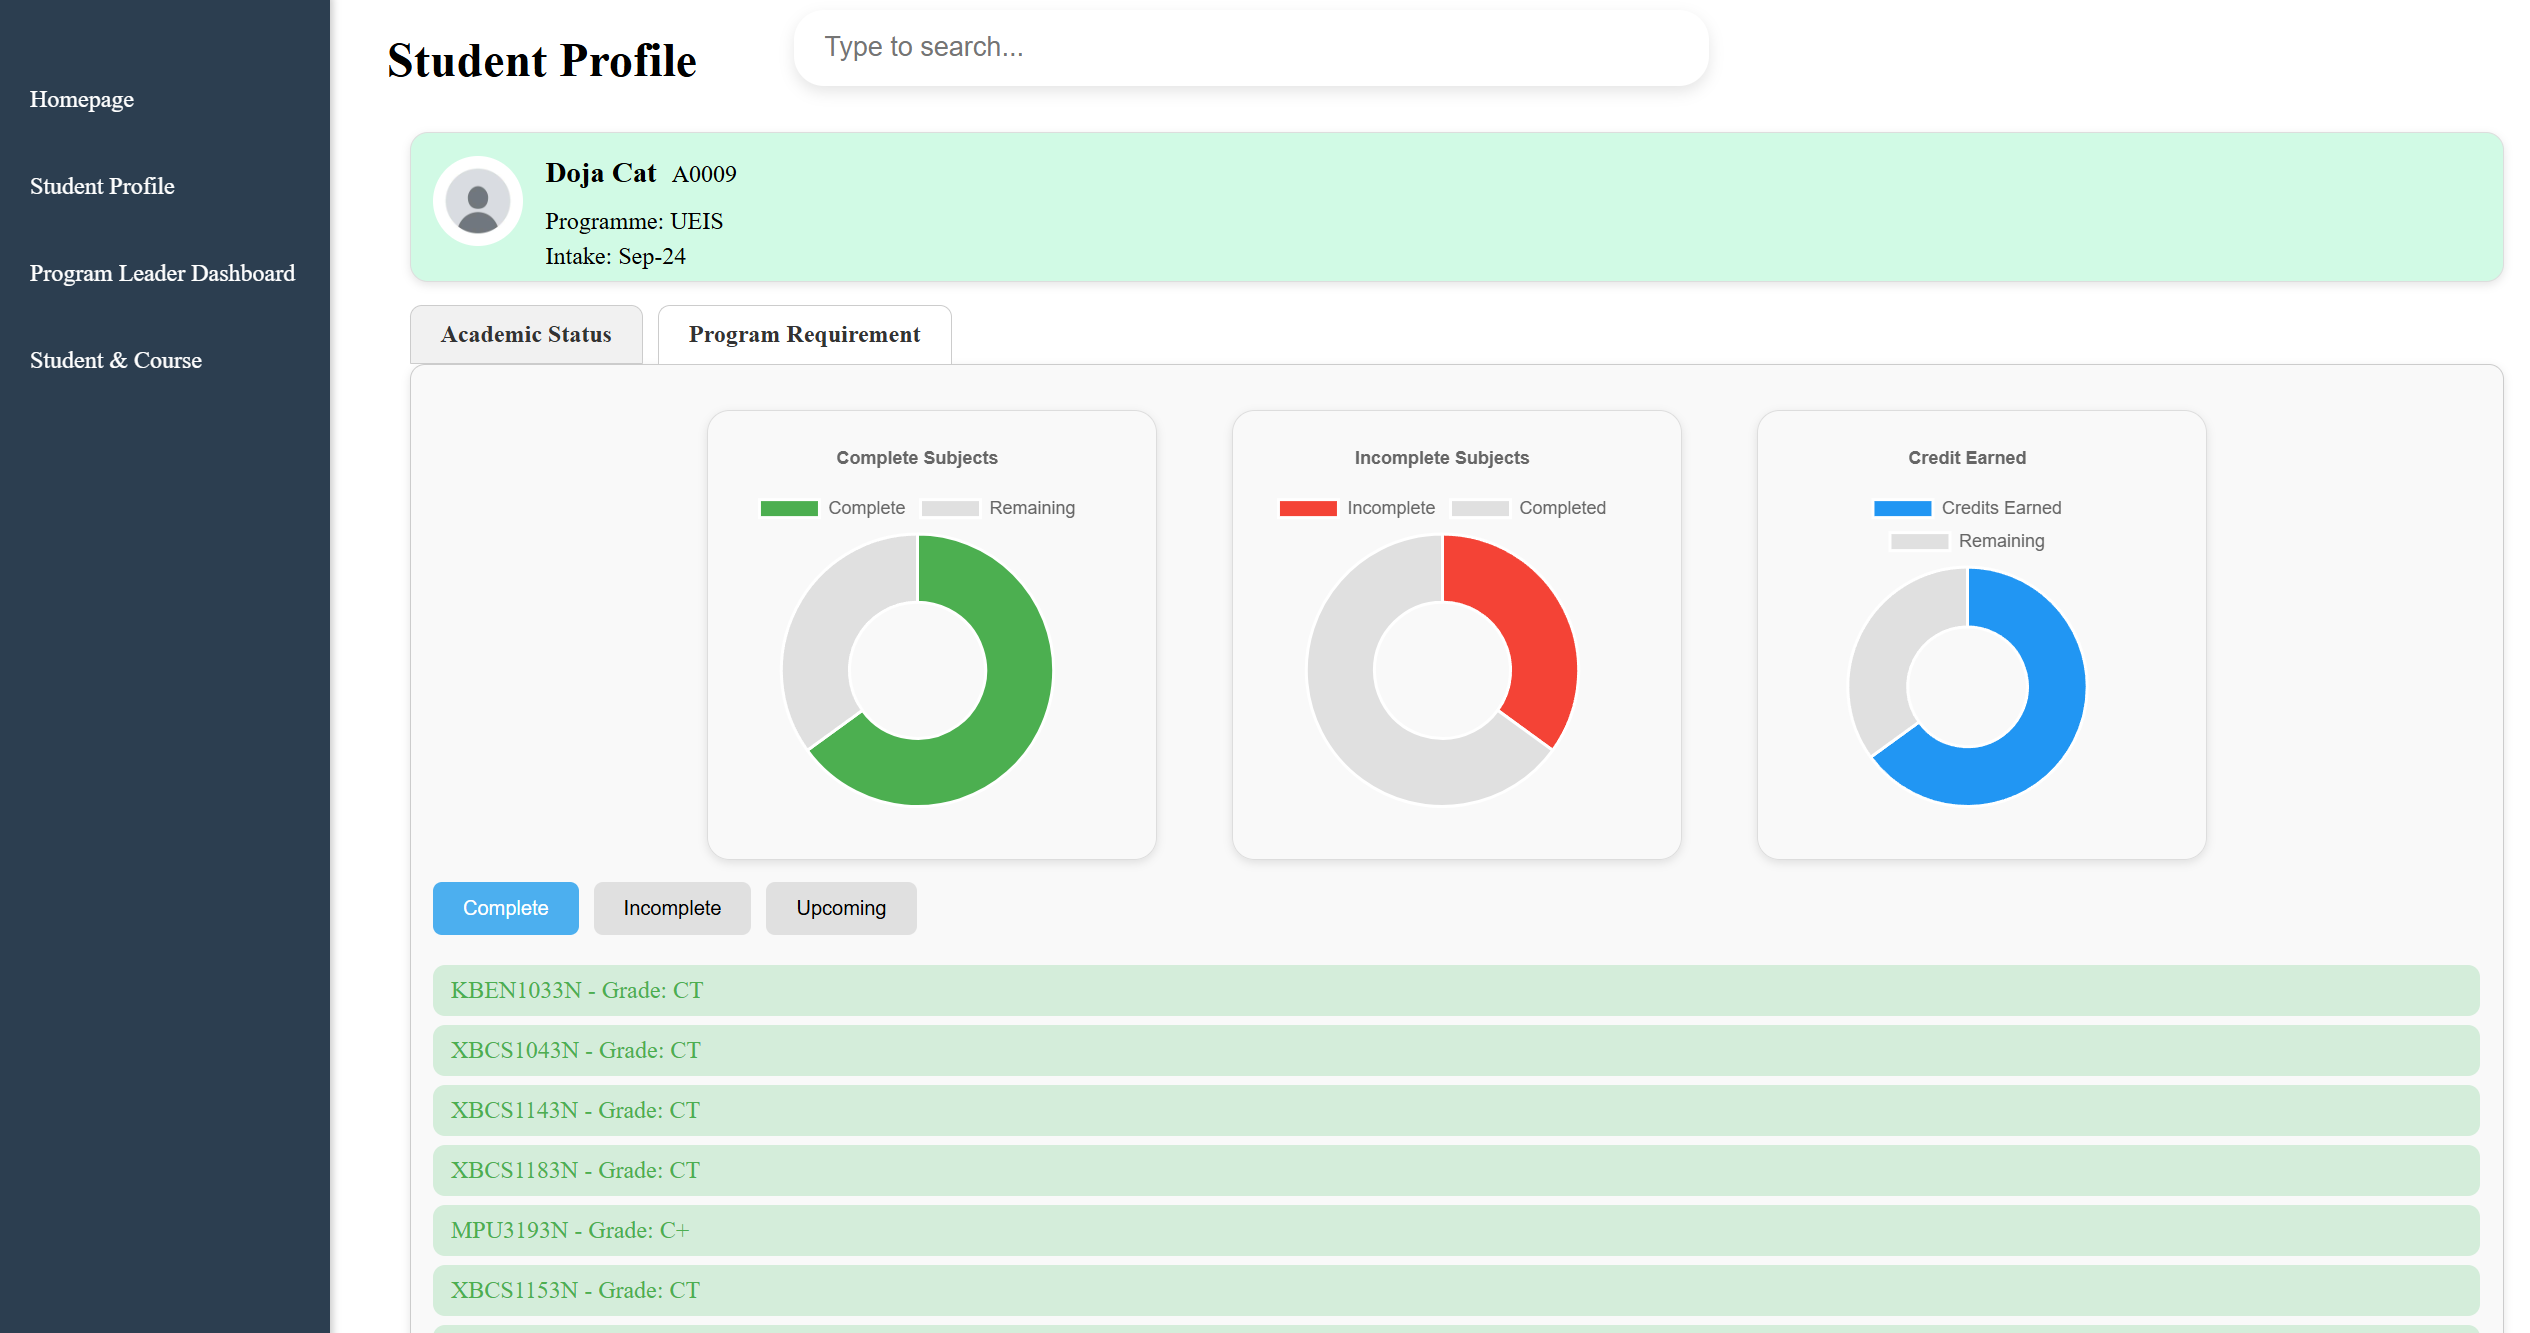 Homepage
Student Profile
Program Leader Dashboard
Student & Course
Student Profile
Type to search...
Doja Cat A0009
Programme: UEIS
Intake: Sep-24
Academic Status
Program Requirement
Complete Subjects
Complete
Remaining
Incomplete Subjects
Incomplete
Completed
Credit Earned
Credits Earned
Remaining
Complete
Incomplete
Upcoming
KBEN1033N - Grade: CT
XBCS1043N - Grade: CT
XBCS1143N - Grade: CT
XBCS1183N - Grade: CT
MPU3193N - Grade: C+
XBCS1153N - Grade: CT